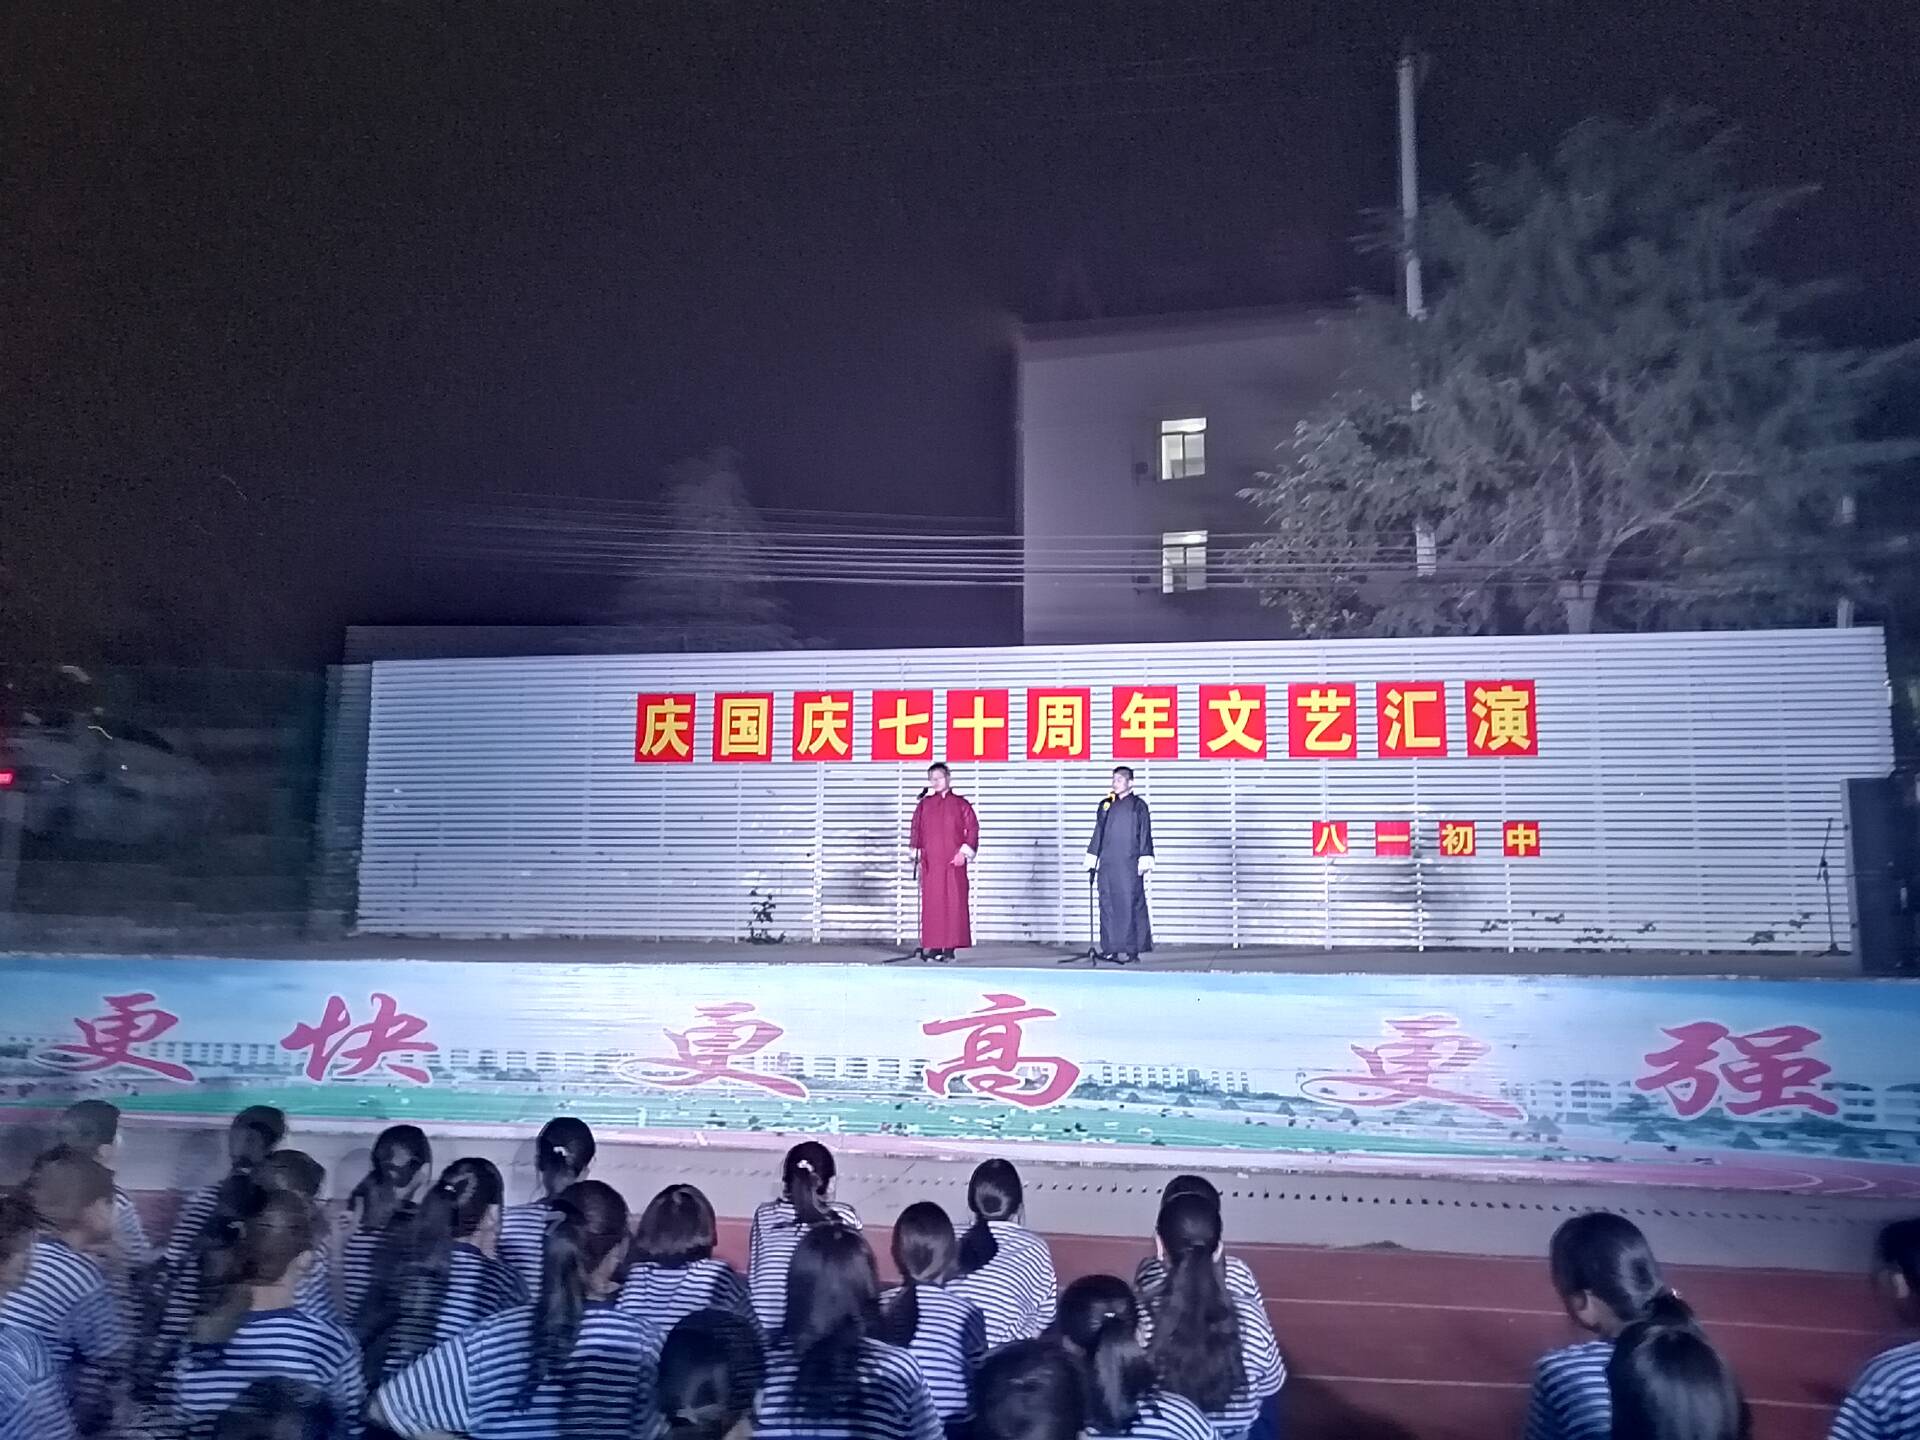 庆国庆七十周年文艺汇演
八一初中
更快 更高 更强